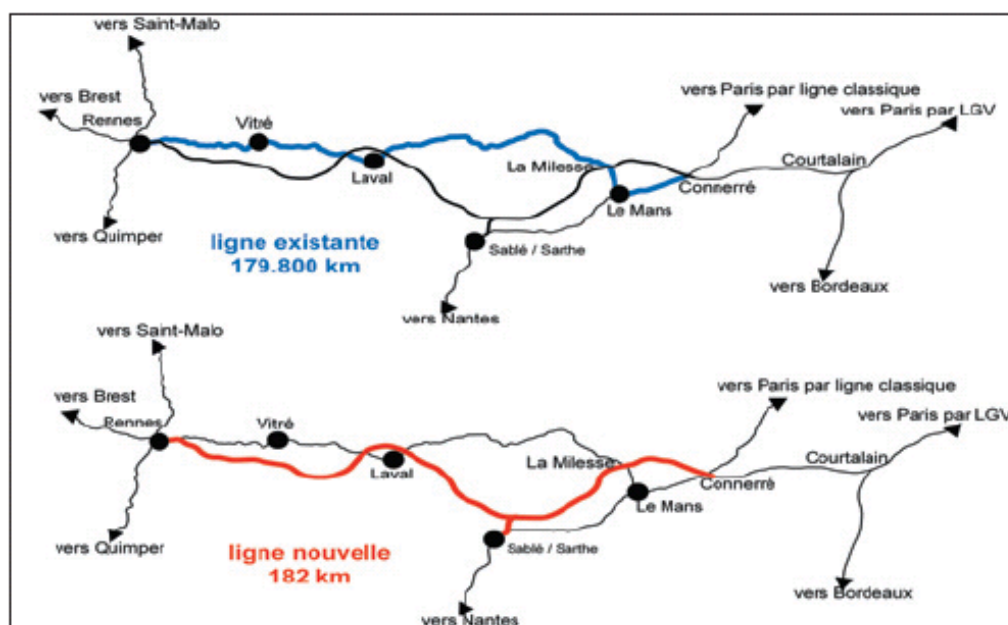 vers Saint-Malo
vers Brest
Rennes
Vitré
Laval
vers Quimper
ligne existante
179.800 km
La Milesse
Le Mans
Connerré
Courtalain
vers Paris par ligne classique
vers Paris par LGV
Sablé / Sarthe
vers Nantes
vers Bordeaux
vers Saint-Malo
vers Brest
Rennes
Vitré
Laval
vers Quimper
ligne nouvelle
182 km
La Milesse
Le Mans
Connerré
Courtalain
vers Paris par ligne classique
vers Paris par LGV
Sablé / Sarthe
vers Nantes
vers Bordeaux